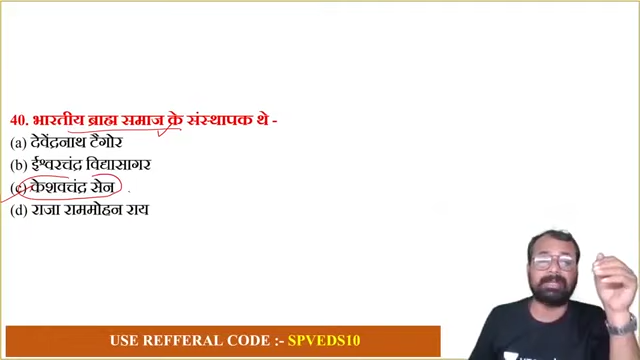 40. भारतीय ब्राह्म समाज के संस्थापक थे -
(a) देवेंद्रनाथ टैगोर
(b) ईश्वरचंद्र विद्यासागर
(c) केशवचंद्र सेन
(d) राजा राममोहन राय
USE REFFERAL CODE :- SPVEDS10